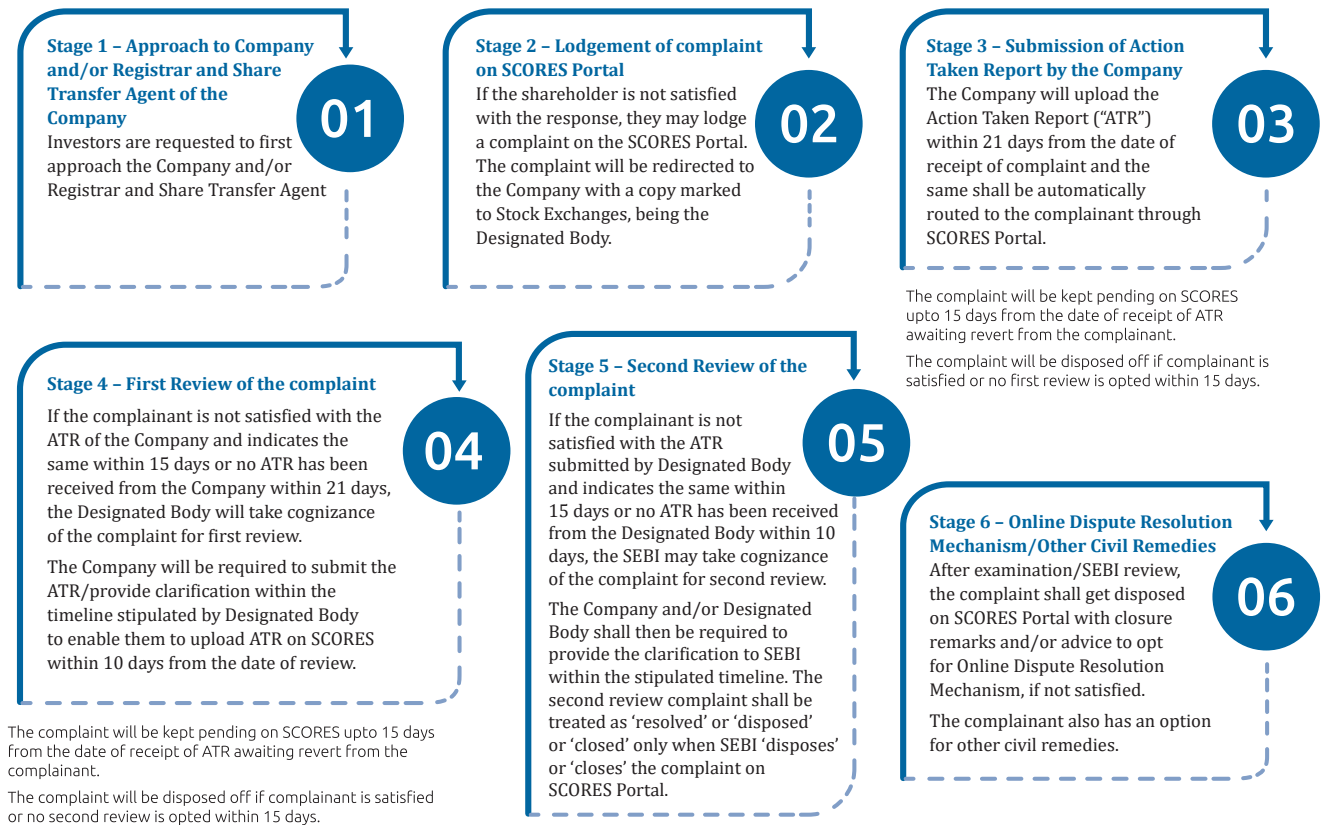 Stage 1 – Approach to Company
and/or Registrar and Share
Transfer Agent of the
Company
Investors are requested to first
approach the Company and/or
Registrar and Share Transfer Agent
01
Stage 2 – Lodgement of complaint
on SCORES Portal
If the shareholder is not satisfied
with the response, they may lodge
a complaint on the SCORES Portal.
The complaint will be redirected to
the Company with a copy marked
to Stock Exchanges, being the
Designated Body.
02
Stage 3 – Submission of Action
Taken Report by the Company
The Company will upload the
Action Taken Report (“ATR”)
within 21 days from the date of
receipt of complaint and the
same shall be automatically
routed to the complainant through
SCORES Portal.
03
The complaint will be kept pending on SCORES
upto 15 days from the date of receipt of ATR
awaiting revert from the complainant.
The complaint will be disposed off if complainant is
satisfied or no first review is opted within 15 days.
Stage 4 – First Review of the complaint
If the complainant is not satisfied with the
ATR of the Company and indicates the
same within 15 days or no ATR has been
received from the Company within 21 days,
the Designated Body will take cognizance
of the complaint for first review.
The Company will be required to submit the
ATR/provide clarification within the
timeline stipulated by Designated Body
to enable them to upload ATR on SCORES
within 10 days from the date of review.
04
The complaint will be kept pending on SCORES upto 15 days
from the date of receipt of ATR awaiting revert from the
complainant.
The complaint will be disposed off if complainant is satisfied
or no second review is opted within 15 days.
Stage 5 – Second Review of the
complaint
If the complainant is not
satisfied with the ATR
submitted by Designated Body
and indicates the same within
15 days or no ATR has been received
from the Designated Body within 10
days, the SEBI may take cognizance
of the complaint for second review.
The Company and/or Designated
Body shall then be required to
provide the clarification to SEBI
within the stipulated timeline. The
second review complaint shall be
treated as ‘resolved’ or ‘disposed’
or ‘closed’ only when SEBI ‘disposes’
or ‘closes’ the complaint on
SCORES Portal.
05
Stage 6 – Online Dispute Resolution
Mechanism/Other Civil Remedies
After examination/SEBI review,
the complaint shall get disposed
on SCORES Portal with closure
remarks and/or advice to opt
for Online Dispute Resolution
Mechanism, if not satisfied.
The complainant also has an option
for other civil remedies.
06